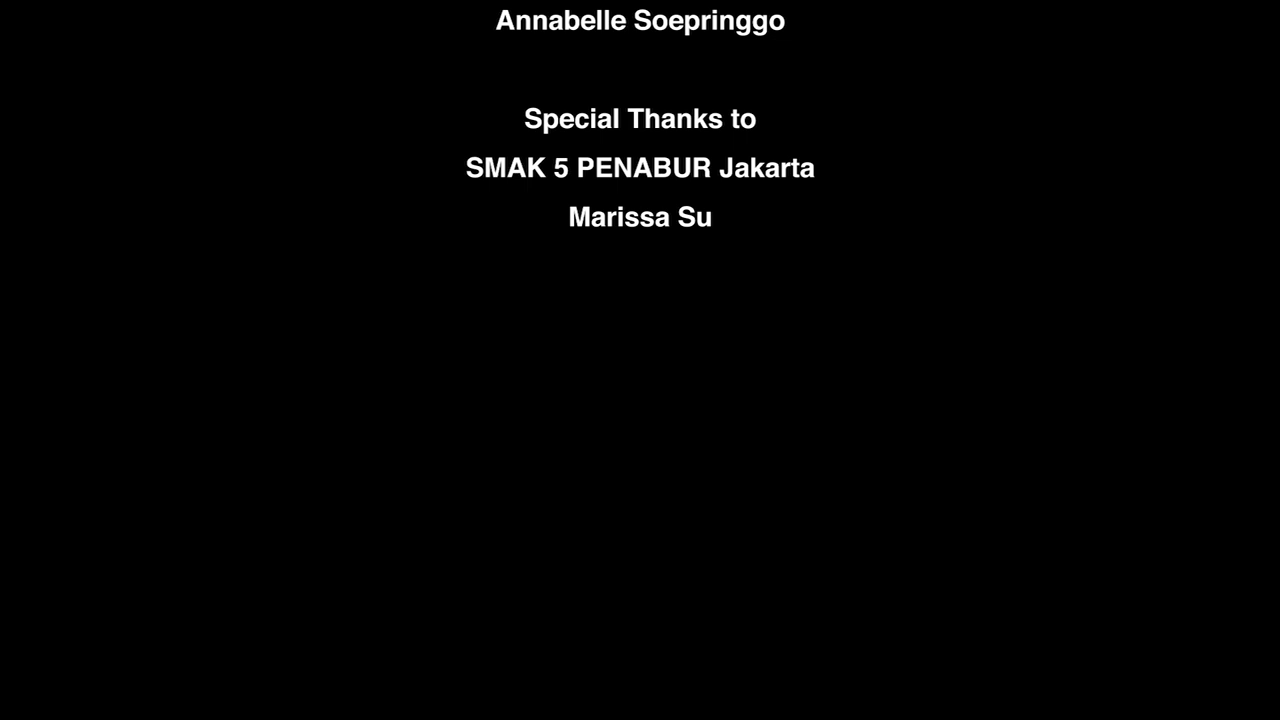 Annabelle Soepringgo
Special Thanks to
SMAK 5 PENABUR Jakarta
Marissa Su